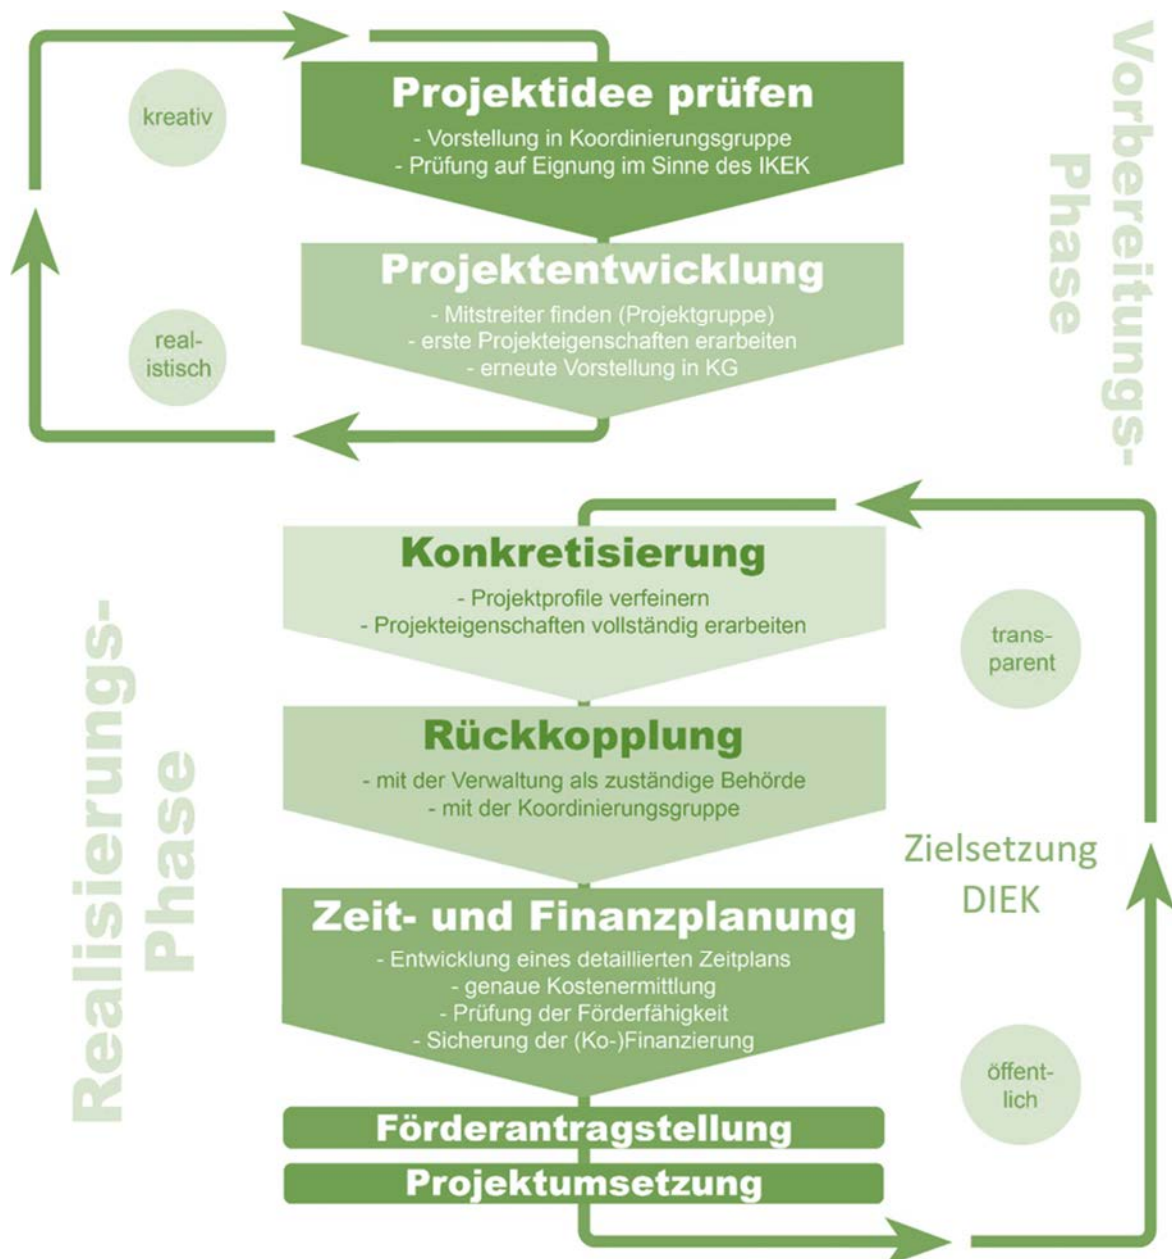 Vorbereitungs-
Phase
kreativ
Projektidee prüfen
- Vorstellung in Koordinierungsgruppe
- Prüfung auf Eignung im Sinne des IKEK
Projektentwicklung
- Mitstreiter finden (Projektgruppe)
- erste Projekteigenschaften erarbeiten
- erneute Vorstellung in KG
real-
istisch
Realisierungs-
Phase
Konkretisierung
- Projektprofile verfeinern
- Projekteigenschaften vollständig erarbeiten
trans-
parent
Rückkopplung
- mit der Verwaltung als zuständige Behörde
- mit der Koordinierungsgruppe
Zielsetzung
DIEK
Zeit- und Finanzplanung
- Entwicklung eines detaillierten Zeitplans
- genaue Kostenermittlung
- Prüfung der Förderfähigkeit
- Sicherung der (Ko-)Finanzierung
öffent-
lich
Förderantragstellung
Projektumsetzung